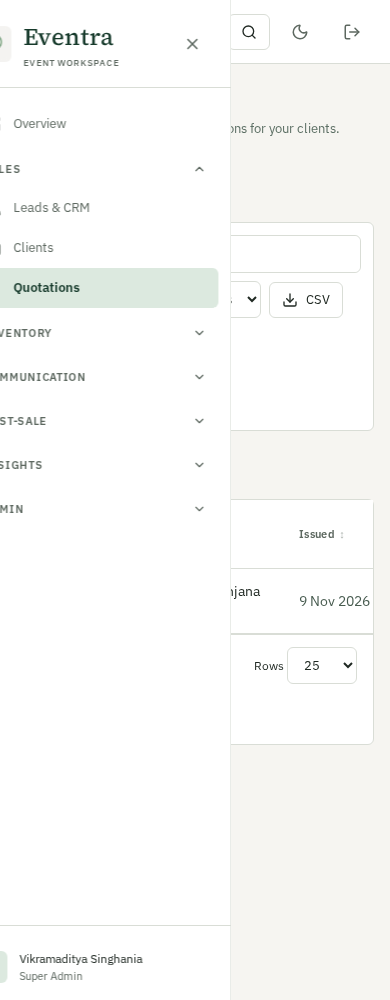 Eventra
EVENT WORKSPACE
Overview
LES
Leads & CRM
Clients
Quotations
VENTORY
MMUNICATION
ST-SALE
SIGHTS
MIN
Vikramaditya Singhania
Super Admin
ons for your clients.
CSV
Issued
njana
9 Nov 2026
Rows 25